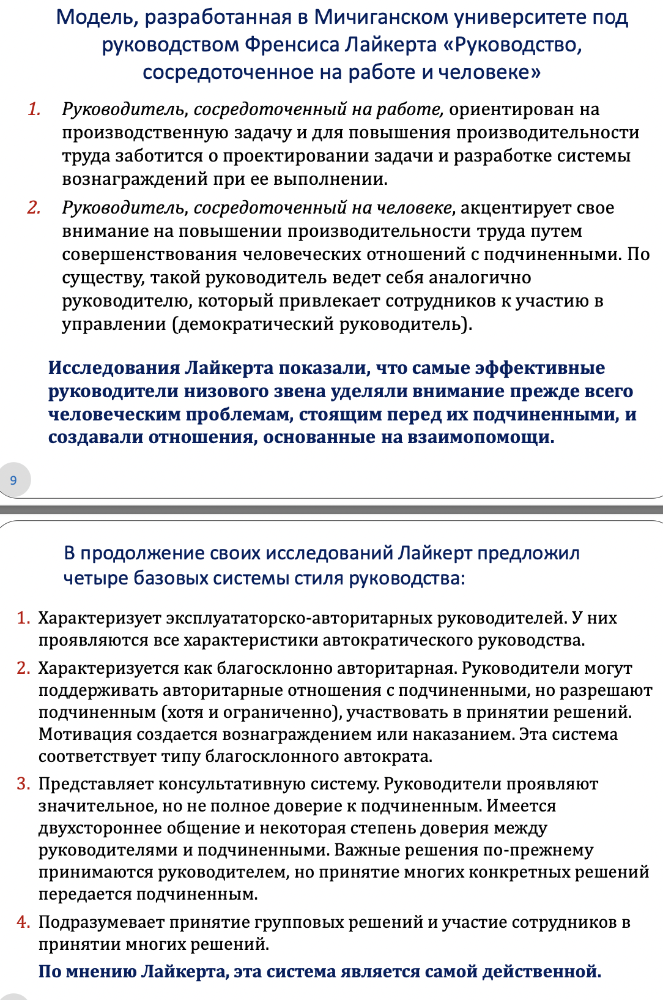 Модель, разработанная в Мичиганском университете под
руководством Френсиса Лайкерта «Руководство,
сосредоточенное на работе и человеке»
1. Руководитель, сосредоточенный на работе, ориентирован на
производственную задачу и для повышения производительности
труда заботится о проектировании задачи и разработке системы
вознаграждений при ее выполнении.
2. Руководитель, сосредоточенный на человеке, акцентирует свое
внимание на повышении производительности труда путем
совершенствования человеческих отношений с подчиненными. По
существу, такой руководитель ведет себя аналогично
руководителю, который привлекает сотрудников к участию в
управлении (демократический руководитель).
Исследования Лайкерта показали, что самые эффективные
руководители низового звена уделяли внимание прежде всего
человеческим проблемам, стоящим перед их подчиненными, и
создавали отношения, основанные на взаимопомощи.
9
В продолжение своих исследований Лайкерт предложил
четыре базовых системы стиля руководства:
1. Характеризует эксплуататорско-авторитарных руководителей. У них
проявляются все характеристики автократического руководства.
2. Характеризуется как благосклонно авторитарная. Руководители могут
поддерживать авторитарные отношения с подчиненными, но разрешают
подчиненным (хотя и ограниченно), участвовать в принятии решений.
Мотивация создается вознаграждением или наказанием. Эта система
соответствует типу благосклонного автократа.
3. Представляет консультативную систему. Руководители проявляют
значительное, но не полное доверие к подчиненным. Имеется
двухстороннее общение и некоторая степень доверия между
руководителями и подчиненными. Важные решения по-прежнему
принимаются руководителем, но принятие многих конкретных решений
передается подчиненным.
4. Подразумевает принятие групповых решений и участие сотрудников в
принятии многих решений.
По мнению Лайкерта, эта система является самой действенной.